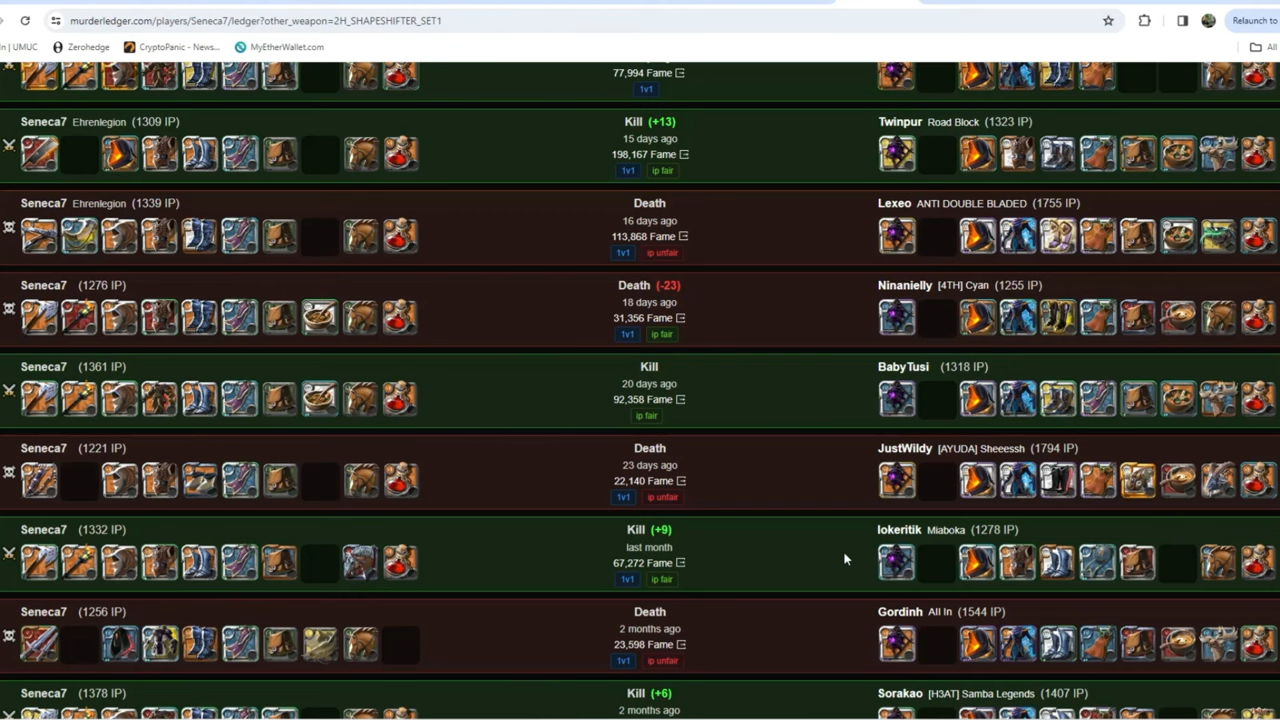 murderledger.com/players/Seneca7/ledger?other_weapon=2H_SHAPESHIFTER_SET1
Relaunch to
In | UMUC
Zerohedge
CryptoPanic - News...
MyEtherWallet.com
All
77,994 Fame
1v1
Seneca7 Ehrenlegion (1309 IP)
Kill (+13)
Twinpur Road Block (1323 IP)
15 days ago
198,167 Fame
1v1 ip fair
Seneca7 Ehrenlegion (1339 IP)
Death
Lexeo ANTI DOUBLE BLADED (1755 IP)
16 days ago
113,868 Fame
1v1 ip unfair
Seneca7 (1276 IP)
Death (-23)
Ninanielly [4TH] Cyan (1255 IP)
18 days ago
31,356 Fame
1v1 ip fair
Seneca7 (1361 IP)
Kill
BabyTusi (1318 IP)
20 days ago
92,358 Fame
ip fair
Seneca7 (1221 IP)
Death
JustWildy [AYUDA] Sheeessh (1794 IP)
23 days ago
22,140 Fame
1v1 ip unfair
Seneca7 (1332 IP)
Kill (+9)
lokeritik Miaboka (1278 IP)
last month
67,272 Fame
1v1 ip fair
Seneca7 (1256 IP)
Death
Gordinh All In (1544 IP)
2 months ago
23,598 Fame
1v1 ip unfair
Seneca7 (1378 IP)
Kill (+6)
Sorakao [H3AT] Samba Legends (1407 IP)
2 months ago